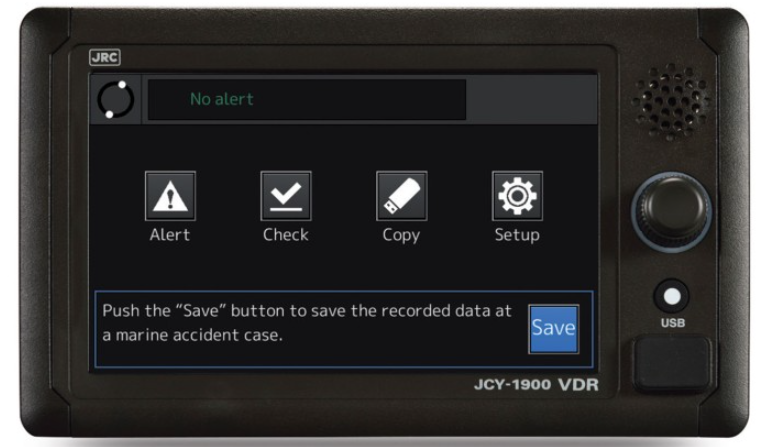 JRC
No alert
Alert
Check
Copy
Setup
Push the “Save” button to save the recorded data at
a marine accident case.
Save
USB
JCY-1900 VDR